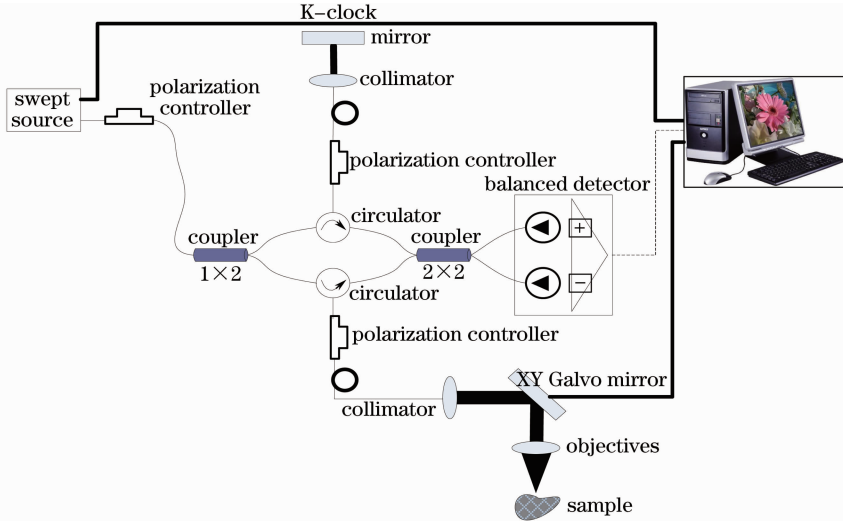 K-clock
mirror
collimator
polarization
controller
swept
source
polarization controller
balanced detector
circulator
coupler
1×2
coupler
2×2
+
−
circulator
polarization controller
XY Galvo mirror
collimator
objectives
sample